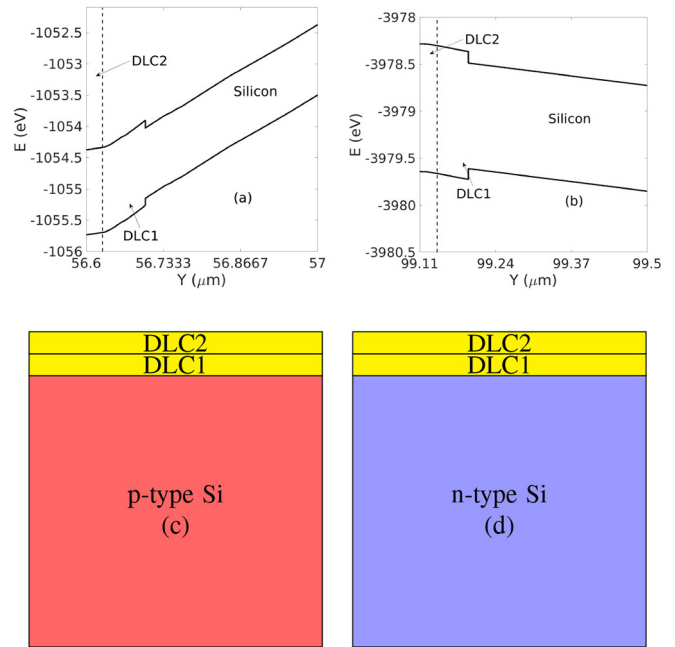 -1052.5
-1053
-1053.5
-1054
-1054.5
-1055
-1055.5
-1056
E (eV)
DLC2
Silicon
(a)
DLC1
56.6 56.7333 56.8667 57
Y (μm)
-3978
-3978.5
-3979
-3979.5
-3980
-3980.5
E (eV)
DLC2
Silicon
DLC1
(b)
99.11 99.24 99.37 99.5
Y (μm)
DLC2
DLC1
p-type Si
(c)
DLC2
DLC1
n-type Si
(d)